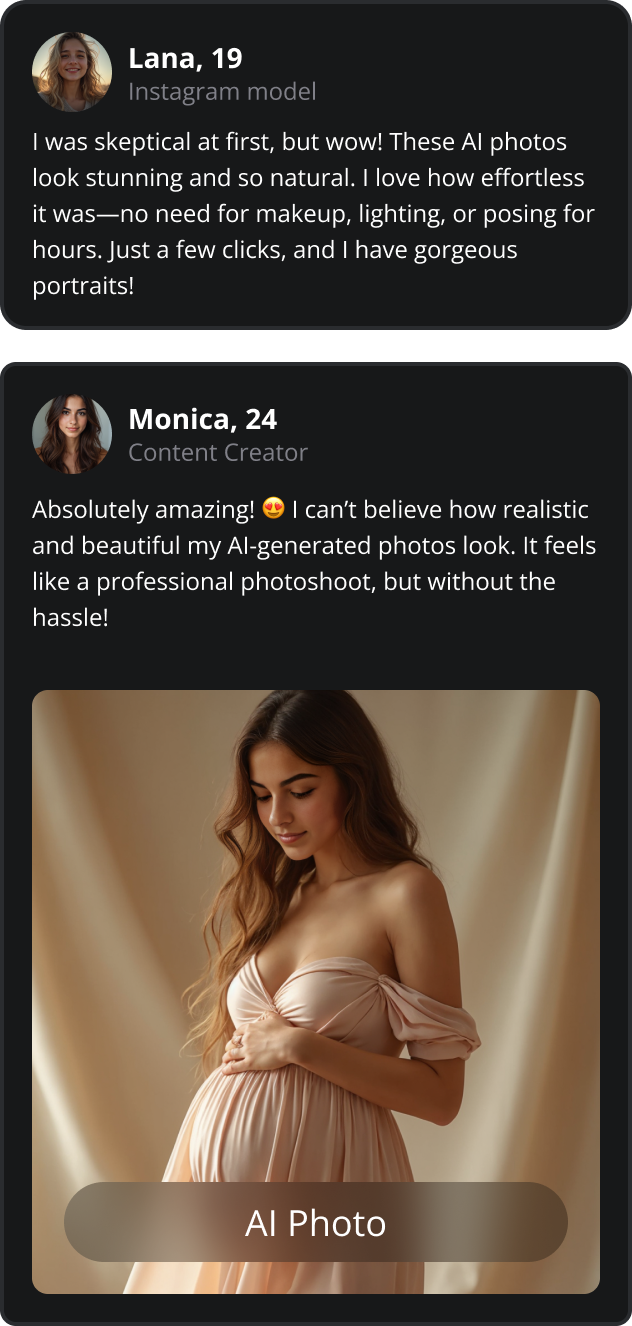 Lana, 19
Instagram model
I was skeptical at first, but wow! These AI photos
look stunning and so natural. I love how effortless
it was—no need for makeup, lighting, or posing for
hours. Just a few clicks, and I have gorgeous
portraits!
Monica, 24
Content Creator
Absolutely amazing! 😍 I can’t believe how realistic
and beautiful my AI-generated photos look. It feels
like a professional photoshoot, but without the
hassle!
AI Photo